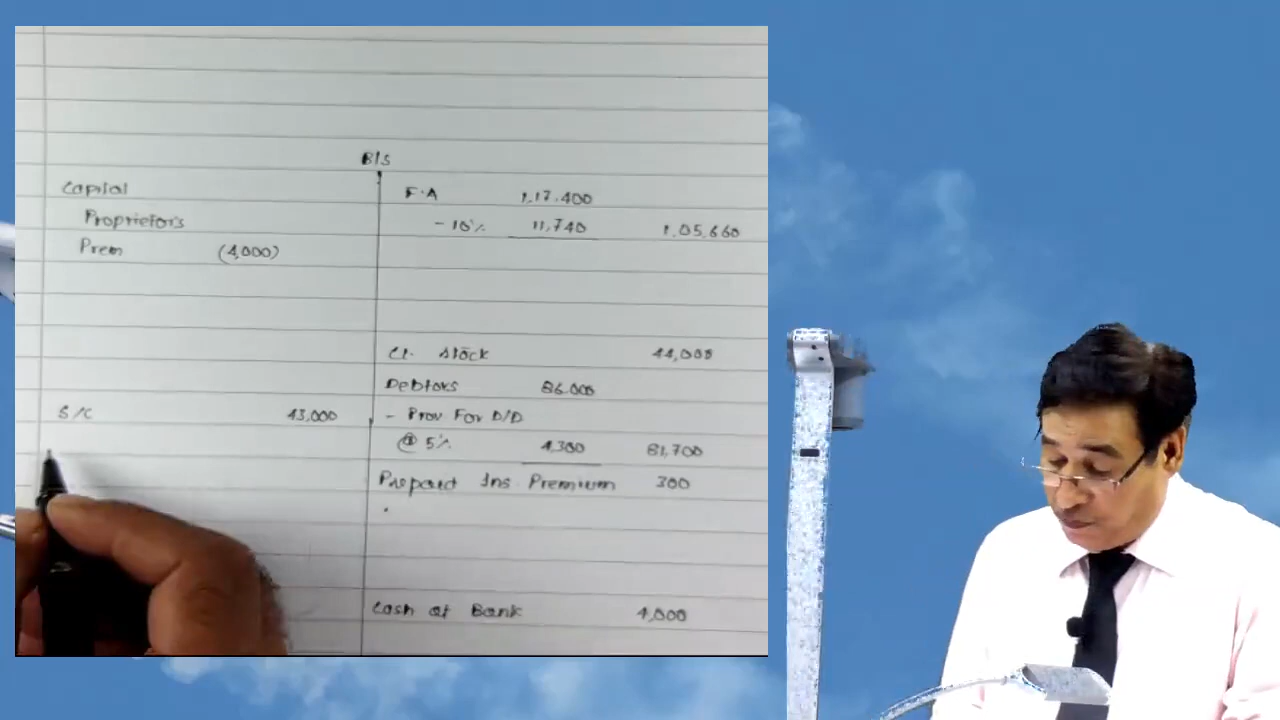 B/S
Capital
Proprietor's
Prem (4,000)
S/C 43,000
F.A 1,17,400
- 10% 11,740 1,05,660
Cl. Stock 44,000
Debtors 86,000
- Prov For D/D
@ 5% 4,300 81,700
Prepaid Ins. Premium 300
Cash at Bank 4,000